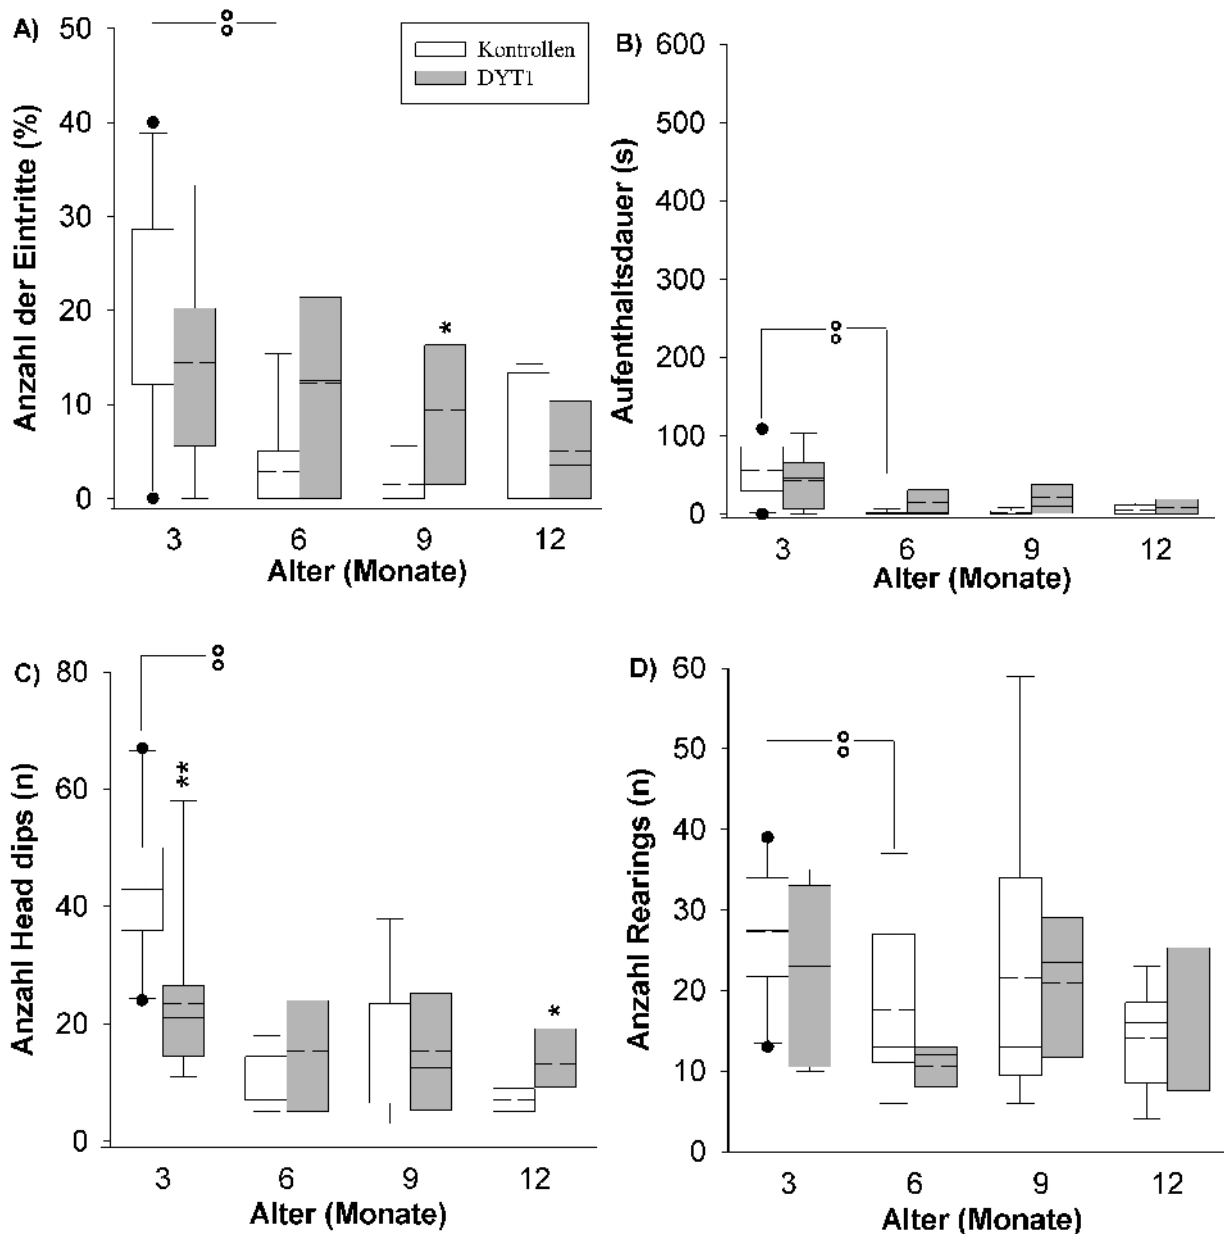 A)
Anzahl der Eintritte (%)
50
40
30
20
10
0
Kontrollen
DYT1
*
3 6 9 12
Alter (Monate)
B)
Aufenthaltsdauer (s)
600
500
400
300
200
100
0
3 6 9 12
Alter (Monate)
C)
Anzahl Head dips (n)
80
60
40
20
0
**
*
3 6 9 12
Alter (Monate)
D)
Anzahl Rearings (n)
60
50
40
30
20
10
0
3 6 9 12
Alter (Monate)